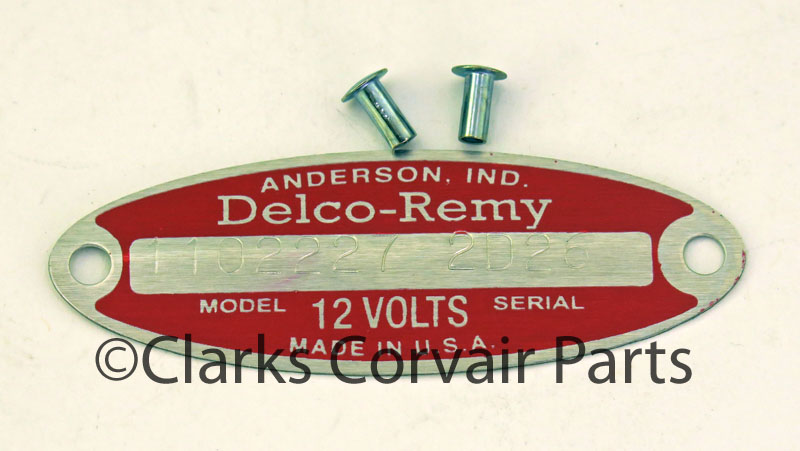 ANDERSON, IND.
Delco-Remy
1102227 2D26
MODEL 12 VOLTS SERIAL
MADE IN U.S.A.
©Clarks Corvair Parts